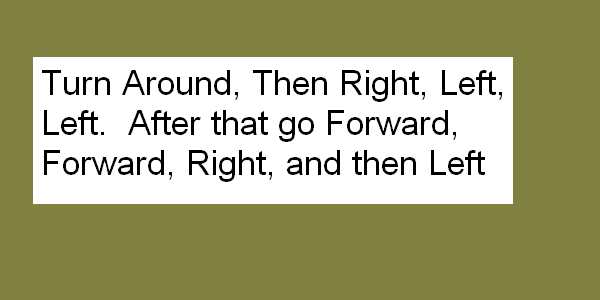 Turn Around, Then Right, Left,
Left.  After that go Forward,
Forward, Right, and then Left